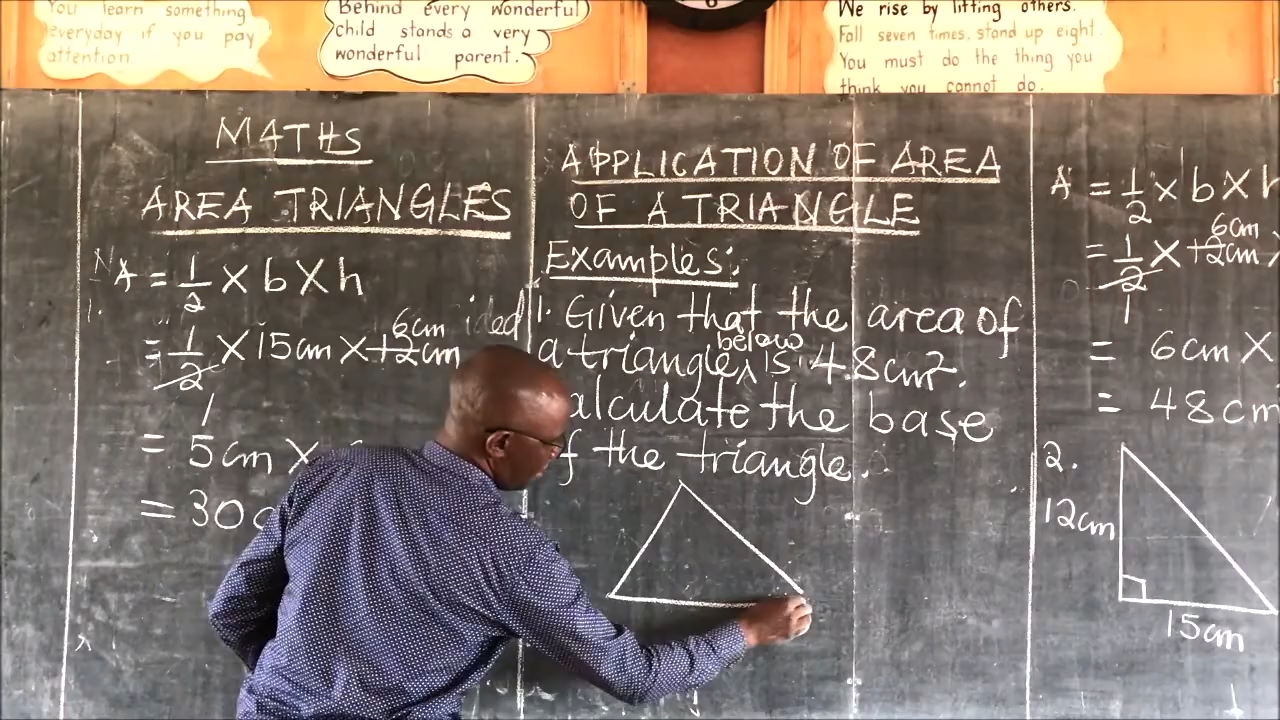 You learn something
everyday if you pay
attention.
Behind every wonderful
child stands a very
wonderful parent.
6
We rise by lifting others.
Fall seven times, stand up eight.
You must do the thing you
think you cannot do.
MATHS
AREA TRIANGLES
A = 1/2 X b X h
6cm
= 1/2 X 15cm X 12cm
1
= 5cm X
= 30c
APPLICATION OF AREA
OF A TRIANGLE
Examples:
1. Given that the area of
below
a triangle ^ is 48cm².
alculate the base
f the triangle.
A = 1/2 X b X h
6cm
= 1/2 X 12cm X
1
= 6cm X
= 48cm
2.
12cm
15cm